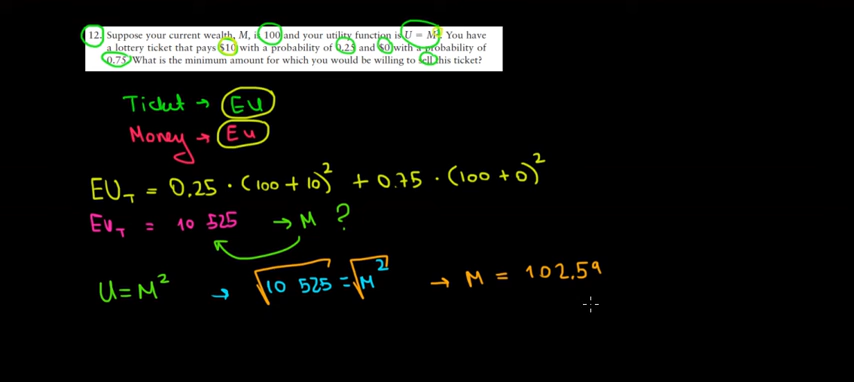 12. Suppose your current wealth, M, is 100 and your utility function is U = M². You have
a lottery ticket that pays $10 with a probability of 0.25 and $0 with a probability of
0.75. What is the minimum amount for which you would be willing to sell this ticket?
Ticket → EU
Money → Eu
EU_T = 0.25 · (100 + 10)² + 0.75 · (100 + 0)²
EU_T = 10 525 → M ?
U = M² → √10 525 = √M² → M = 102.59